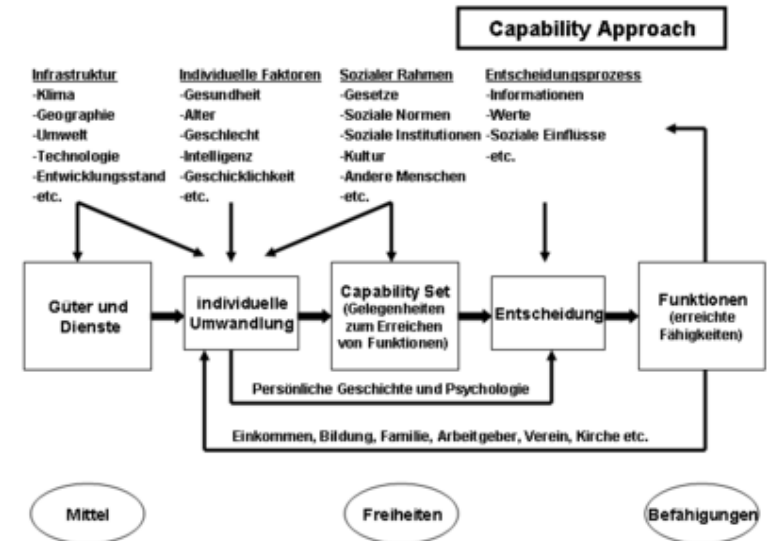 Capability Approach
Infrastruktur
-Klima
-Geographie
-Umwelt
-Technologie
-Entwicklungsstand
-etc.
Individuelle Faktoren
-Gesundheit
-Alter
-Geschlecht
-Intelligenz
-Geschicklichkeit
-etc.
Sozialer Rahmen
-Gesetze
-Soziale Normen
-Soziale Institutionen
-Kultur
-Andere Menschen
-etc.
Entscheidungsprozess
-Informationen
-Werte
-Soziale Einflüsse
-etc.
Güter und
Dienste
individuelle
Umwandlung
Capability Set
(Gelegenheiten
zum Erreichen
von Funktionen)
Entscheidung
Funktionen
(erreichte
Fähigkeiten)
Persönliche Geschichte und Psychologie
Einkommen, Bildung, Familie, Arbeitgeber, Verein, Kirche etc.
Mittel
Freiheiten
Befähigungen